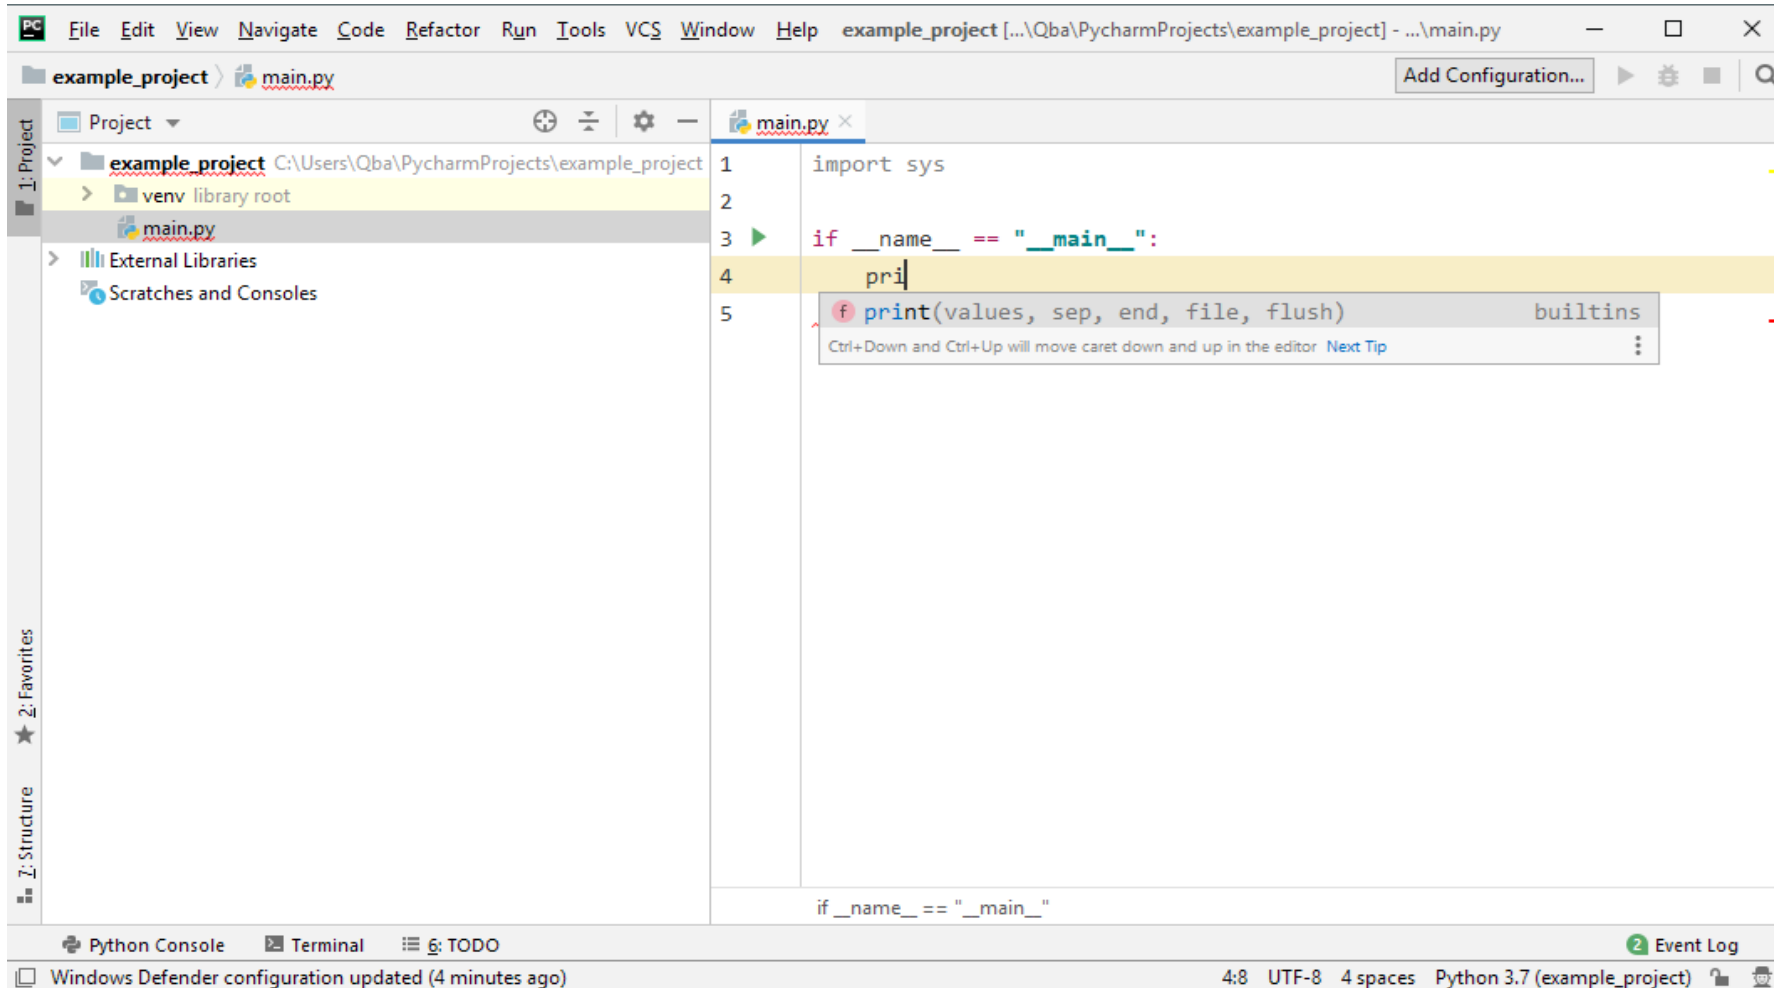 PC File Edit View Navigate Code Refactor Run Tools VCS Window Help example_project [...\Qba\PycharmProjects\example_project] - ...\main.py
example_project main.py Add Configuration...
1: Project
Project
example_project C:\Users\Qba\PycharmProjects\example_project
venv library root
main.py
External Libraries
Scratches and Consoles
2: Favorites
7: Structure
main.py
1 import sys
2
3 if __name__ == "__main__":
4 pri
5
f print(values, sep, end, file, flush) builtins
Ctrl+Down and Ctrl+Up will move caret down and up in the editor Next Tip
if __name__ == "__main__"
Python Console Terminal 6: TODO 2 Event Log
Windows Defender configuration updated (4 minutes ago) 4:8 UTF-8 4 spaces Python 3.7 (example_project)